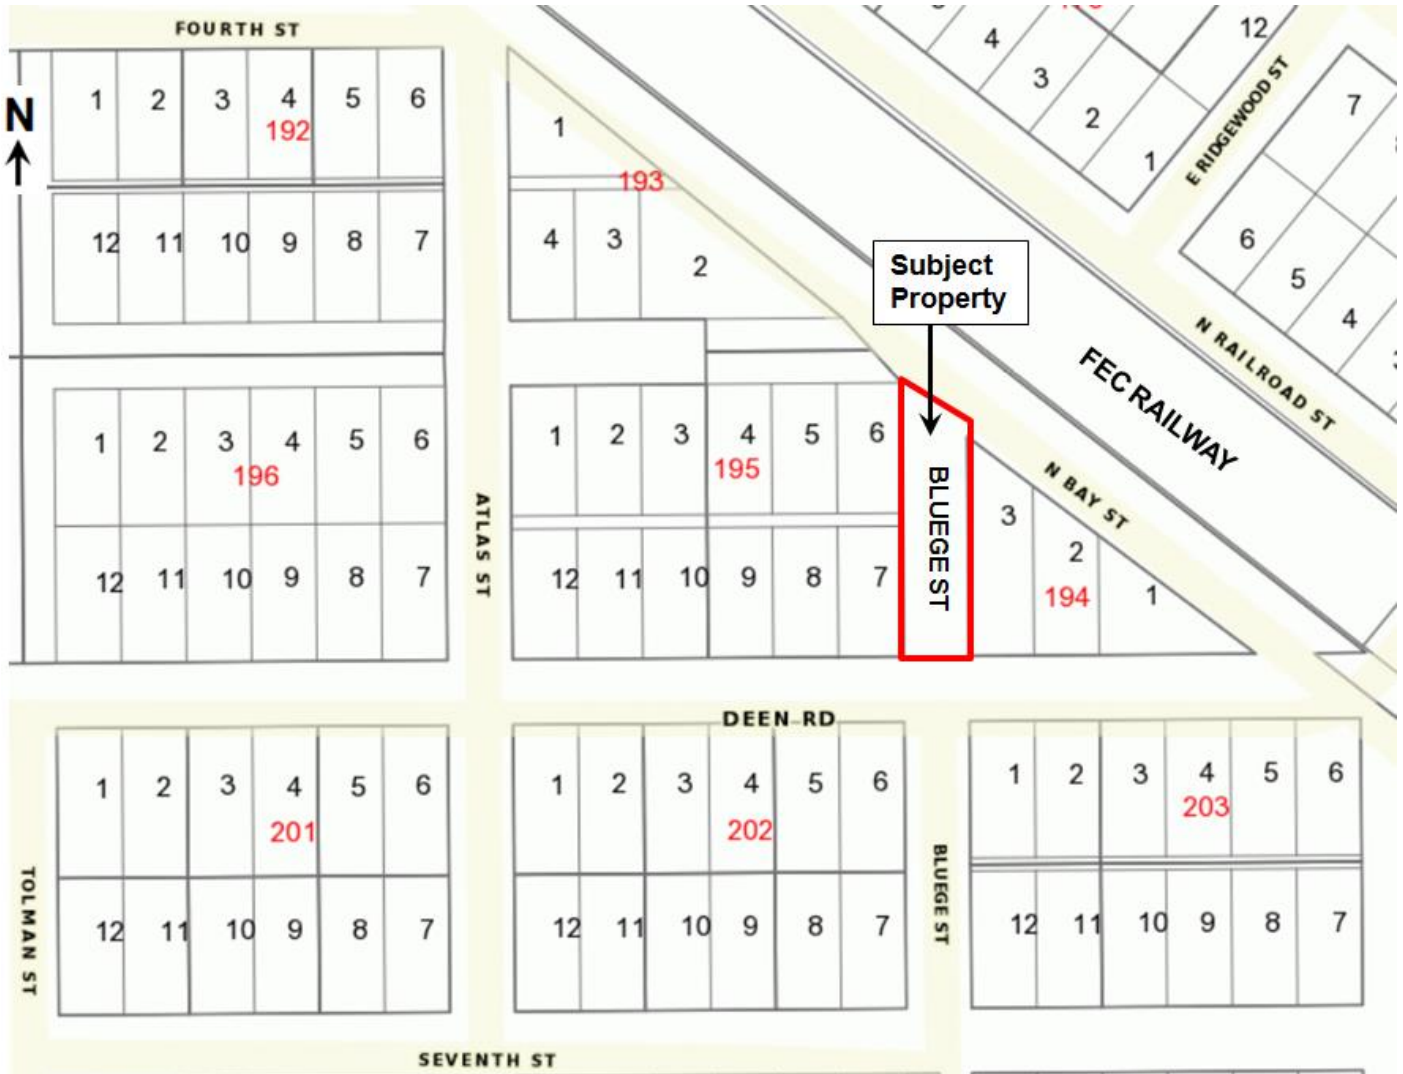 FOURTH ST
N
1 2 3 4 5 6
192
12 11 10 9 8 7
1
193
4 3 2
4 3 2 1
12
E RIDGEWOOD ST
7
6 5 4
N RAILROAD ST
Subject
Property
FEC RAILWAY
N BAY ST
1 2 3 4 5 6
196
12 11 10 9 8 7
ATLAS ST
1 2 3 4 5 6
195
12 11 10 9 8 7
BLUEGE ST
3 2 1
194
DEEN RD
1 2 3 4 5 6
201
12 11 10 9 8 7
TOLMAN ST
1 2 3 4 5 6
202
12 11 10 9 8 7
BLUEGE ST
1 2 3 4 5 6
203
12 11 10 9 8 7
SEVENTH ST